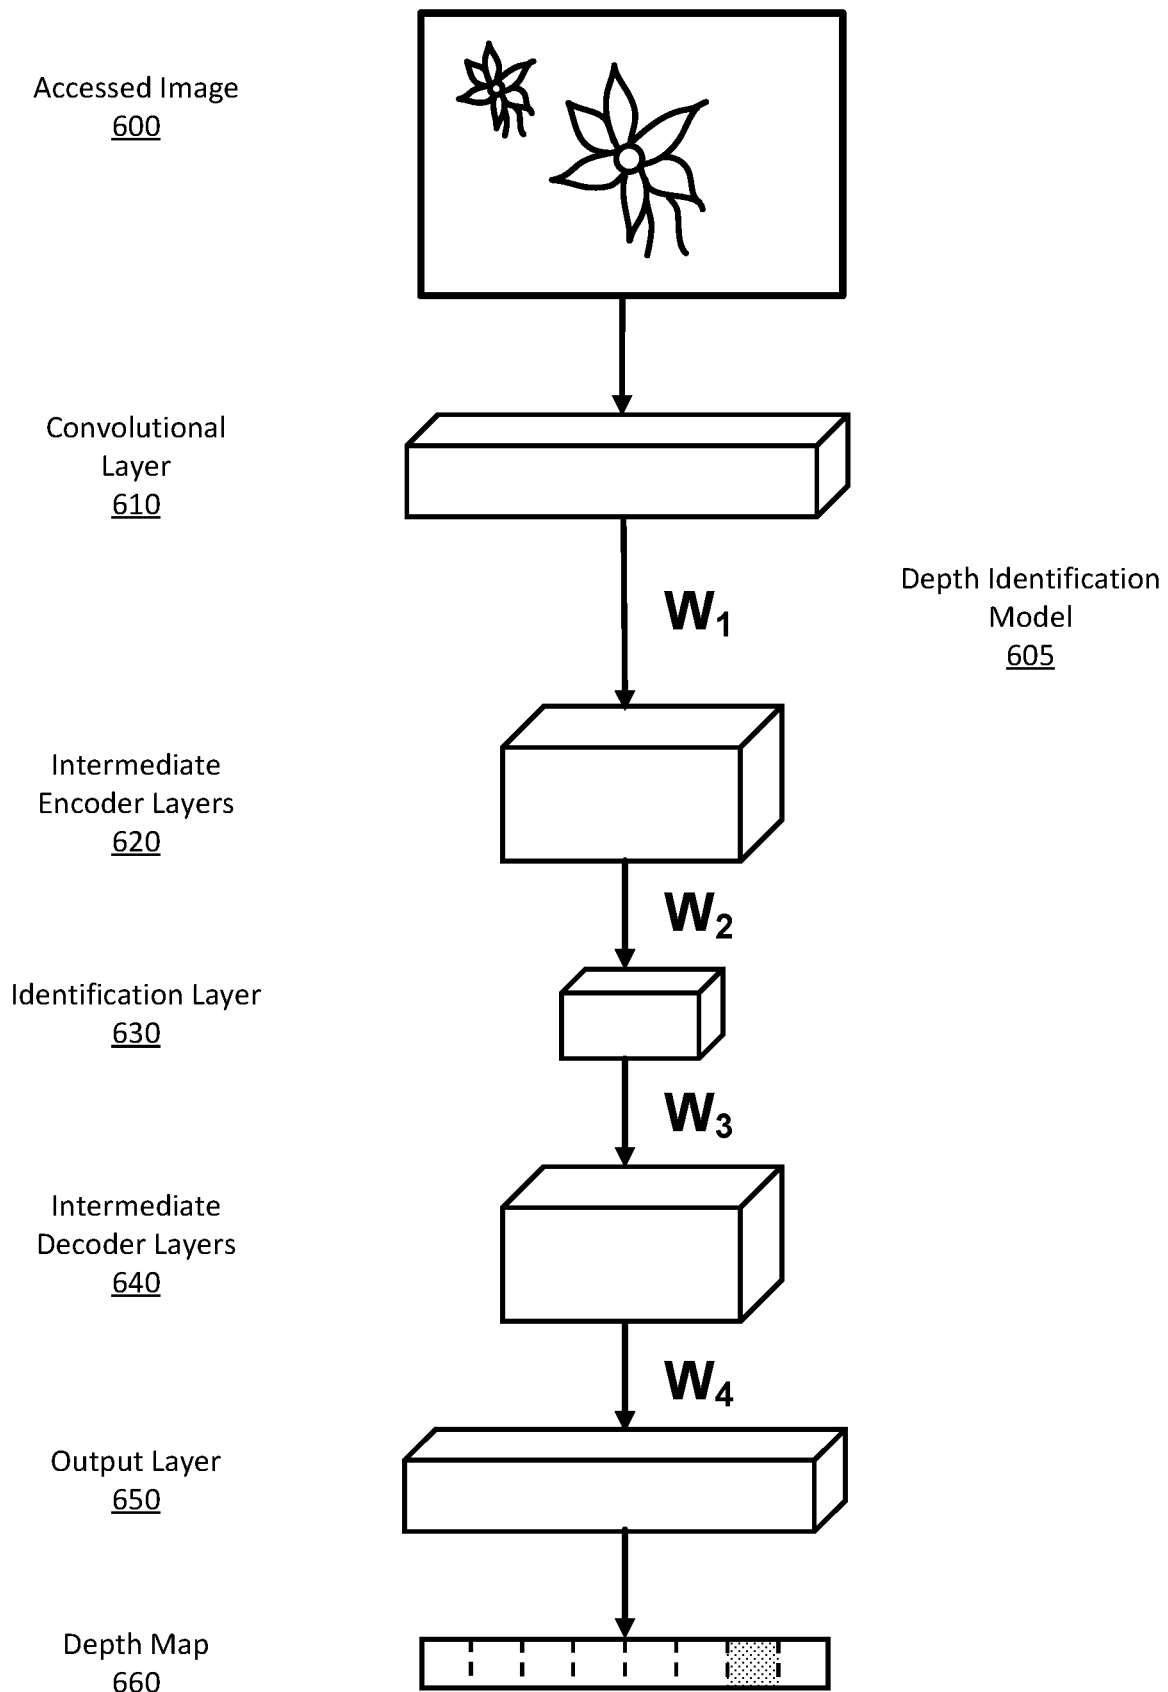 Accessed Image
600
Convolutional
Layer
610
W₁
Depth Identification
Model
605
Intermediate
Encoder Layers
620
W₂
Identification Layer
630
W₃
Intermediate
Decoder Layers
640
W₄
Output Layer
650
Depth Map
660